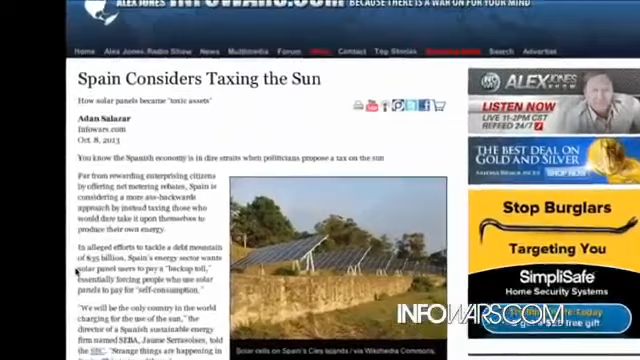 ALEX JONES INFOWARS.COM BECAUSE THERE IS A WAR ON FOR YOUR MIND
Home Alex Jones Radio Show News Multimedia Forum Contact Top Stories Search Advertise
Spain Considers Taxing the Sun
How solar panels became "toxic assets"
Adan Salazar
Infowars.com
Oct. 8, 2013
You know the Spanish economy is in dire straits when politicians propose a tax on the sun
Far from rewarding enterprising citizens
by offering net metering rebates, Spain is
considering a more ass-backwards
approach by instead taxing those who
would dare take it upon themselves to
produce their own energy.
In alleged efforts to tackle a debt mountain
of $35 billion, Spain's energy sector wants
solar panel users to pay a "backup toll,"
essentially forcing people who use solar
panels to pay for "self-consumption."
"We will be the only country in the world
charging for the use of the sun," the
director of a Spanish sustainable energy
firm named SEBA, Jaume Serrasolses, told
the BBC. "Strange things are happening in
Solar cells on Spain's Cies Islands / via Wikimedia Commons.
ALEX JONES
SHOW
LISTEN NOW
LIVE 11-2PM CST
REFEED 24/7
THE BEST DEAL ON
GOLD AND SILVER
SHOP NOW
Stop Burglars
Targeting You
SimpliSafe
Home Security Systems
INFOWARS.COM